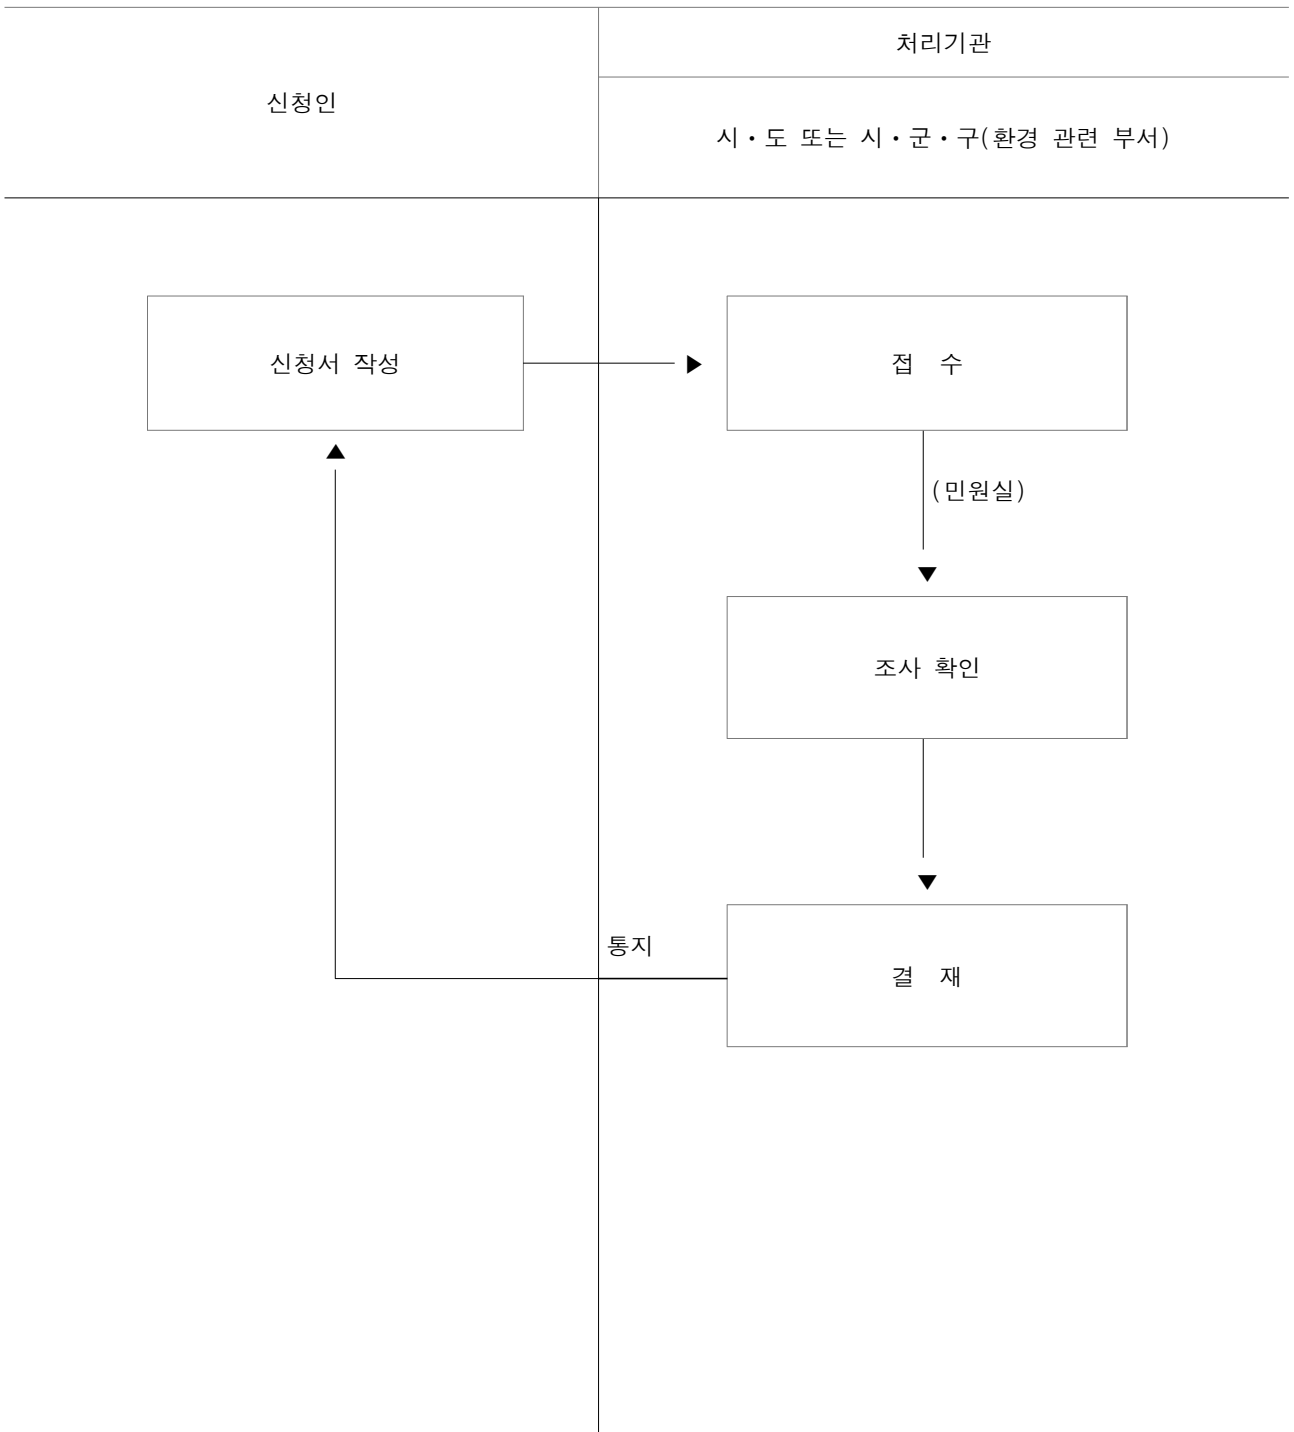 처리기관
신청인
시·도 또는 시·군·구(환경 관련 부서)
신청서 작성
접 수
(민원실)
조사 확인
통지
결 재